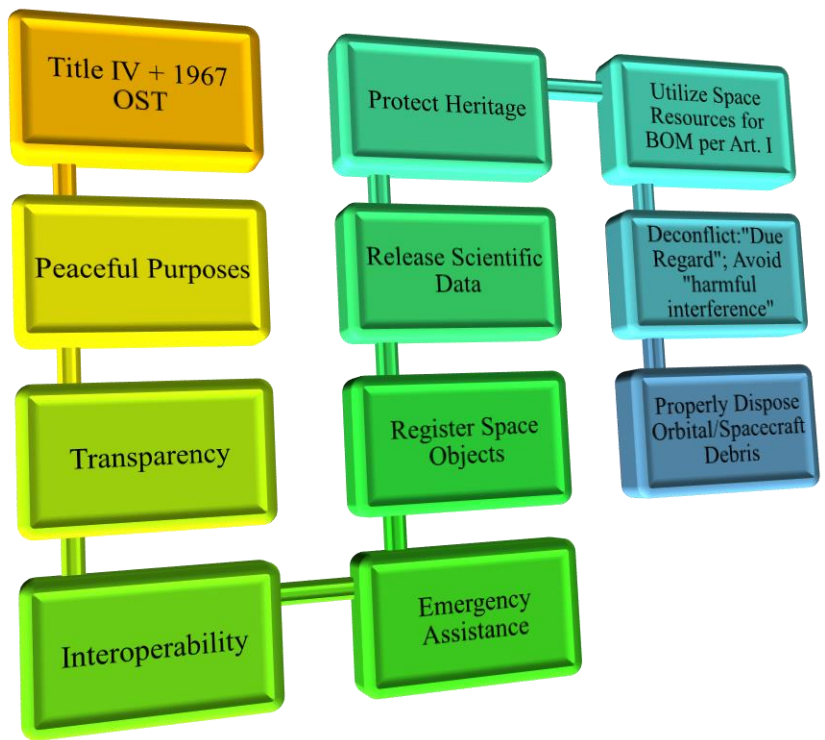 Title IV + 1967
OST
Peaceful Purposes
Transparency
Interoperability
Emergency
Assistance
Register Space
Objects
Release Scientific
Data
Protect Heritage
Utilize Space
Resources for
BOM per Art. I
Deconflict:"Due
Regard"; Avoid
"harmful
interference"
Properly Dispose
Orbital/Spacecraft
Debris